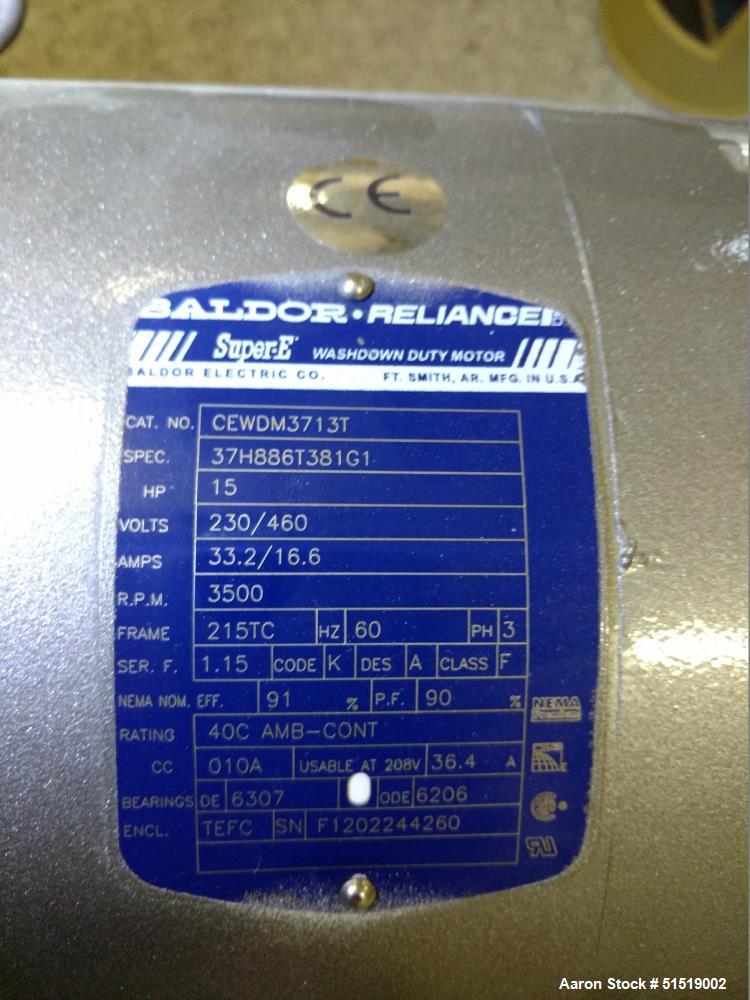 CE
BALDOR • RELIANCE
Super-E WASHDOWN DUTY MOTOR
BALDOR ELECTRIC CO. FT. SMITH, AR. MFG. IN U.S.A.
CAT. NO. CEWDM3713T
SPEC. 37H886T381G1
HP 15
VOLTS 230/460
AMPS 33.2/16.6
R.P.M. 3500
FRAME 215TC HZ 60 PH 3
SER. F. 1.15 CODE K DES A CLASS F
NEMA NOM. EFF. 91 % P.F. 90 %
NEMA
RATING 40C AMB-CONT
CC 010A USABLE AT 208V 36.4 A
BEARINGS DE 6307 ODE 6206
ENCL. TEFC SN F1202244260
Aaron Stock # 51519002